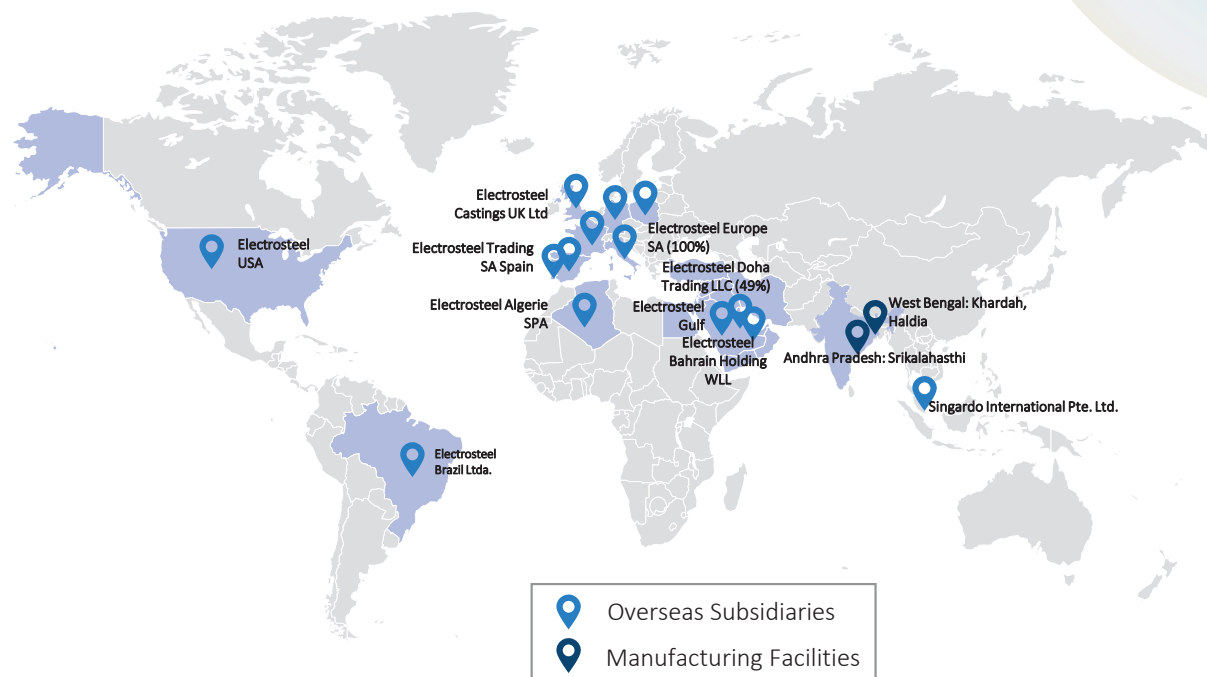 Electrosteel
Castings UK Ltd
Electrosteel Trading
SA Spain
Electrosteel Europe
SA (100%)
Electrosteel
USA
Electrosteel Doha
Trading LLC (49%)
Electrosteel Algerie
SPA
Electrosteel
Gulf
West Bengal: Khardah,
Haldia
Electrosteel
Bahrain Holding
WLL
Andhra Pradesh: Srikalahasthi
Singardo International Pte. Ltd.
Electrosteel
Brazil Ltda.
Overseas Subsidiaries
Manufacturing Facilities